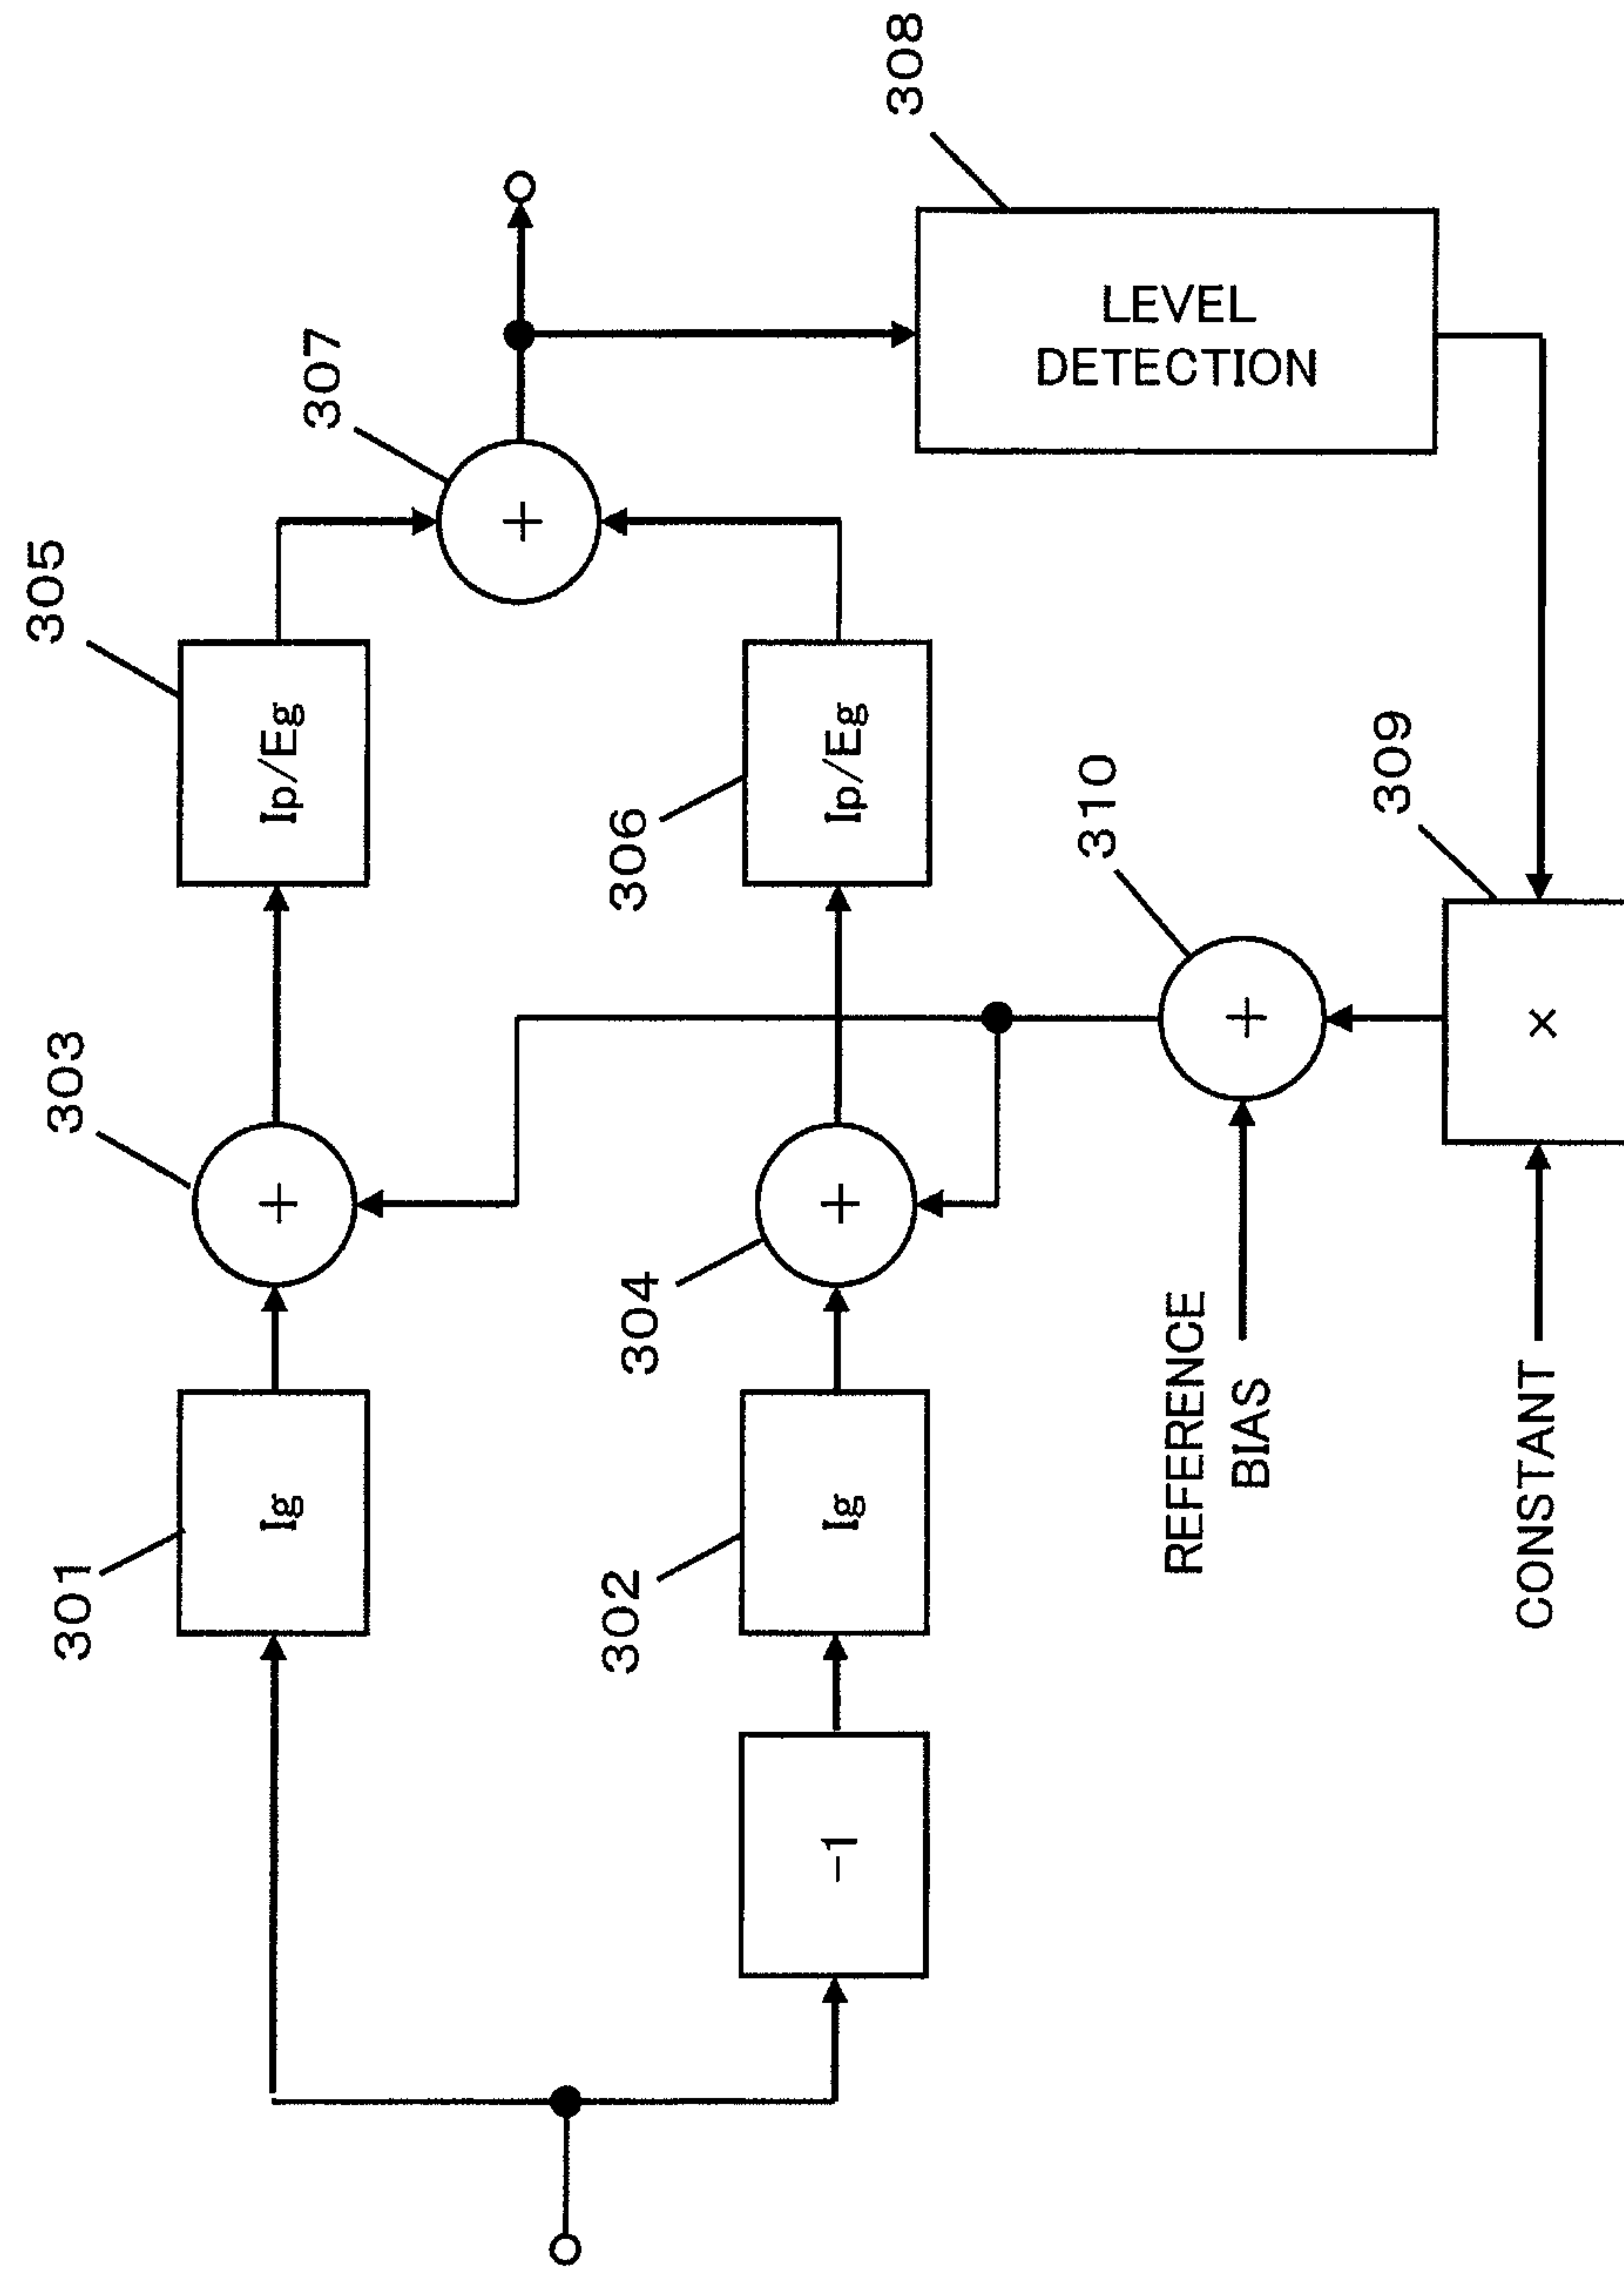 301
Ig
303
+
305
Ip/Eg
307
+
-1
302
Ig
304
+
306
Ip/Eg
308
LEVEL
DETECTION
REFERENCE
BIAS
310
+
CONSTANT
309
×